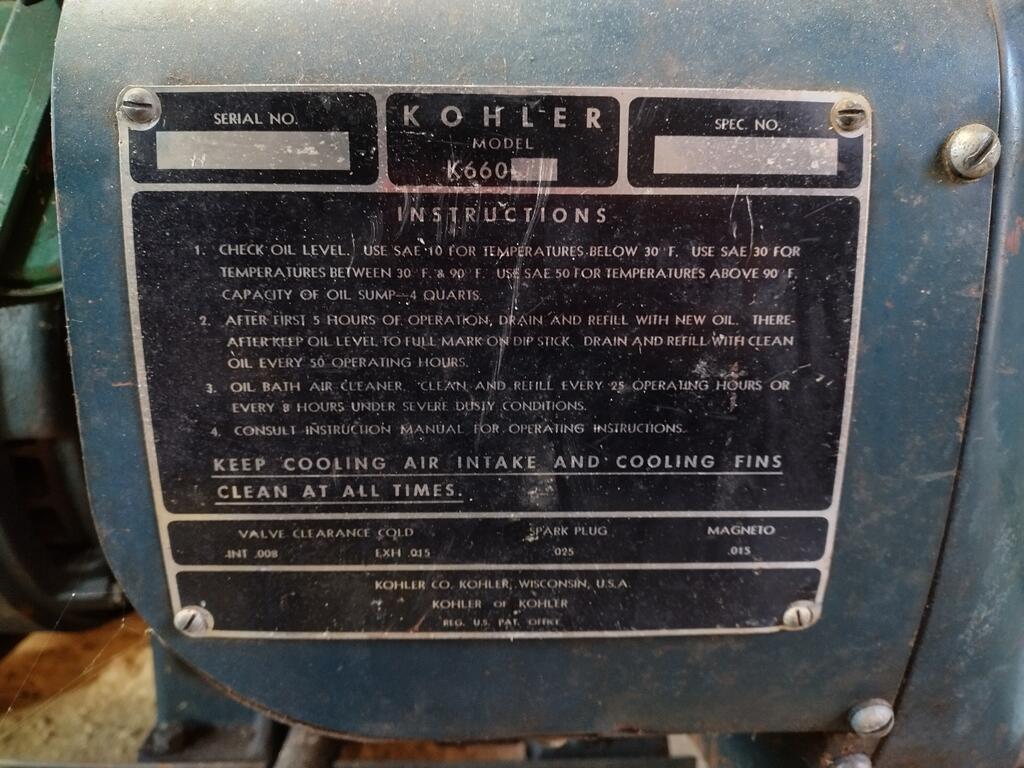 SERIAL NO.
KOHLER
MODEL
K660
SPEC. NO.
INSTRUCTIONS
1. CHECK OIL LEVEL. USE SAE 10 FOR TEMPERATURES BELOW 30° F. USE SAE 30 FOR
TEMPERATURES BETWEEN 30° F. & 90° F. USE SAE 50 FOR TEMPERATURES ABOVE 90° F.
CAPACITY OF OIL SUMP—4 QUARTS.
2. AFTER FIRST 5 HOURS OF OPERATION, DRAIN AND REFILL WITH NEW OIL. THERE-
AFTER KEEP OIL LEVEL TO FULL MARK ON DIP STICK. DRAIN AND REFILL WITH CLEAN
OIL EVERY 50 OPERATING HOURS.
3. OIL BATH AIR CLEANER. CLEAN AND REFILL EVERY 25 OPERATING HOURS OR
EVERY 8 HOURS UNDER SEVERE DUSTY CONDITIONS.
4. CONSULT INSTRUCTION MANUAL FOR OPERATING INSTRUCTIONS.
KEEP COOLING AIR INTAKE AND COOLING FINS
CLEAN AT ALL TIMES.
VALVE CLEARANCE COLD SPARK PLUG MAGNETO
INT .008 EXH .015 .025 .015
KOHLER CO. KOHLER, WISCONSIN, U.S.A.
KOHLER OF KOHLER
REG. U.S. PAT. OFFICE